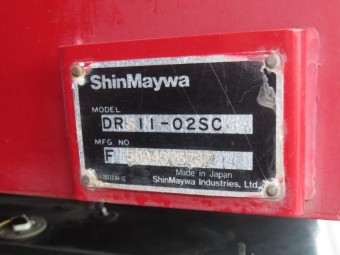 ShinMaywa
MODEL
DR 11-02SC
MFG. NO
F
Made in Japan
ShinMaywa Industries, Ltd.